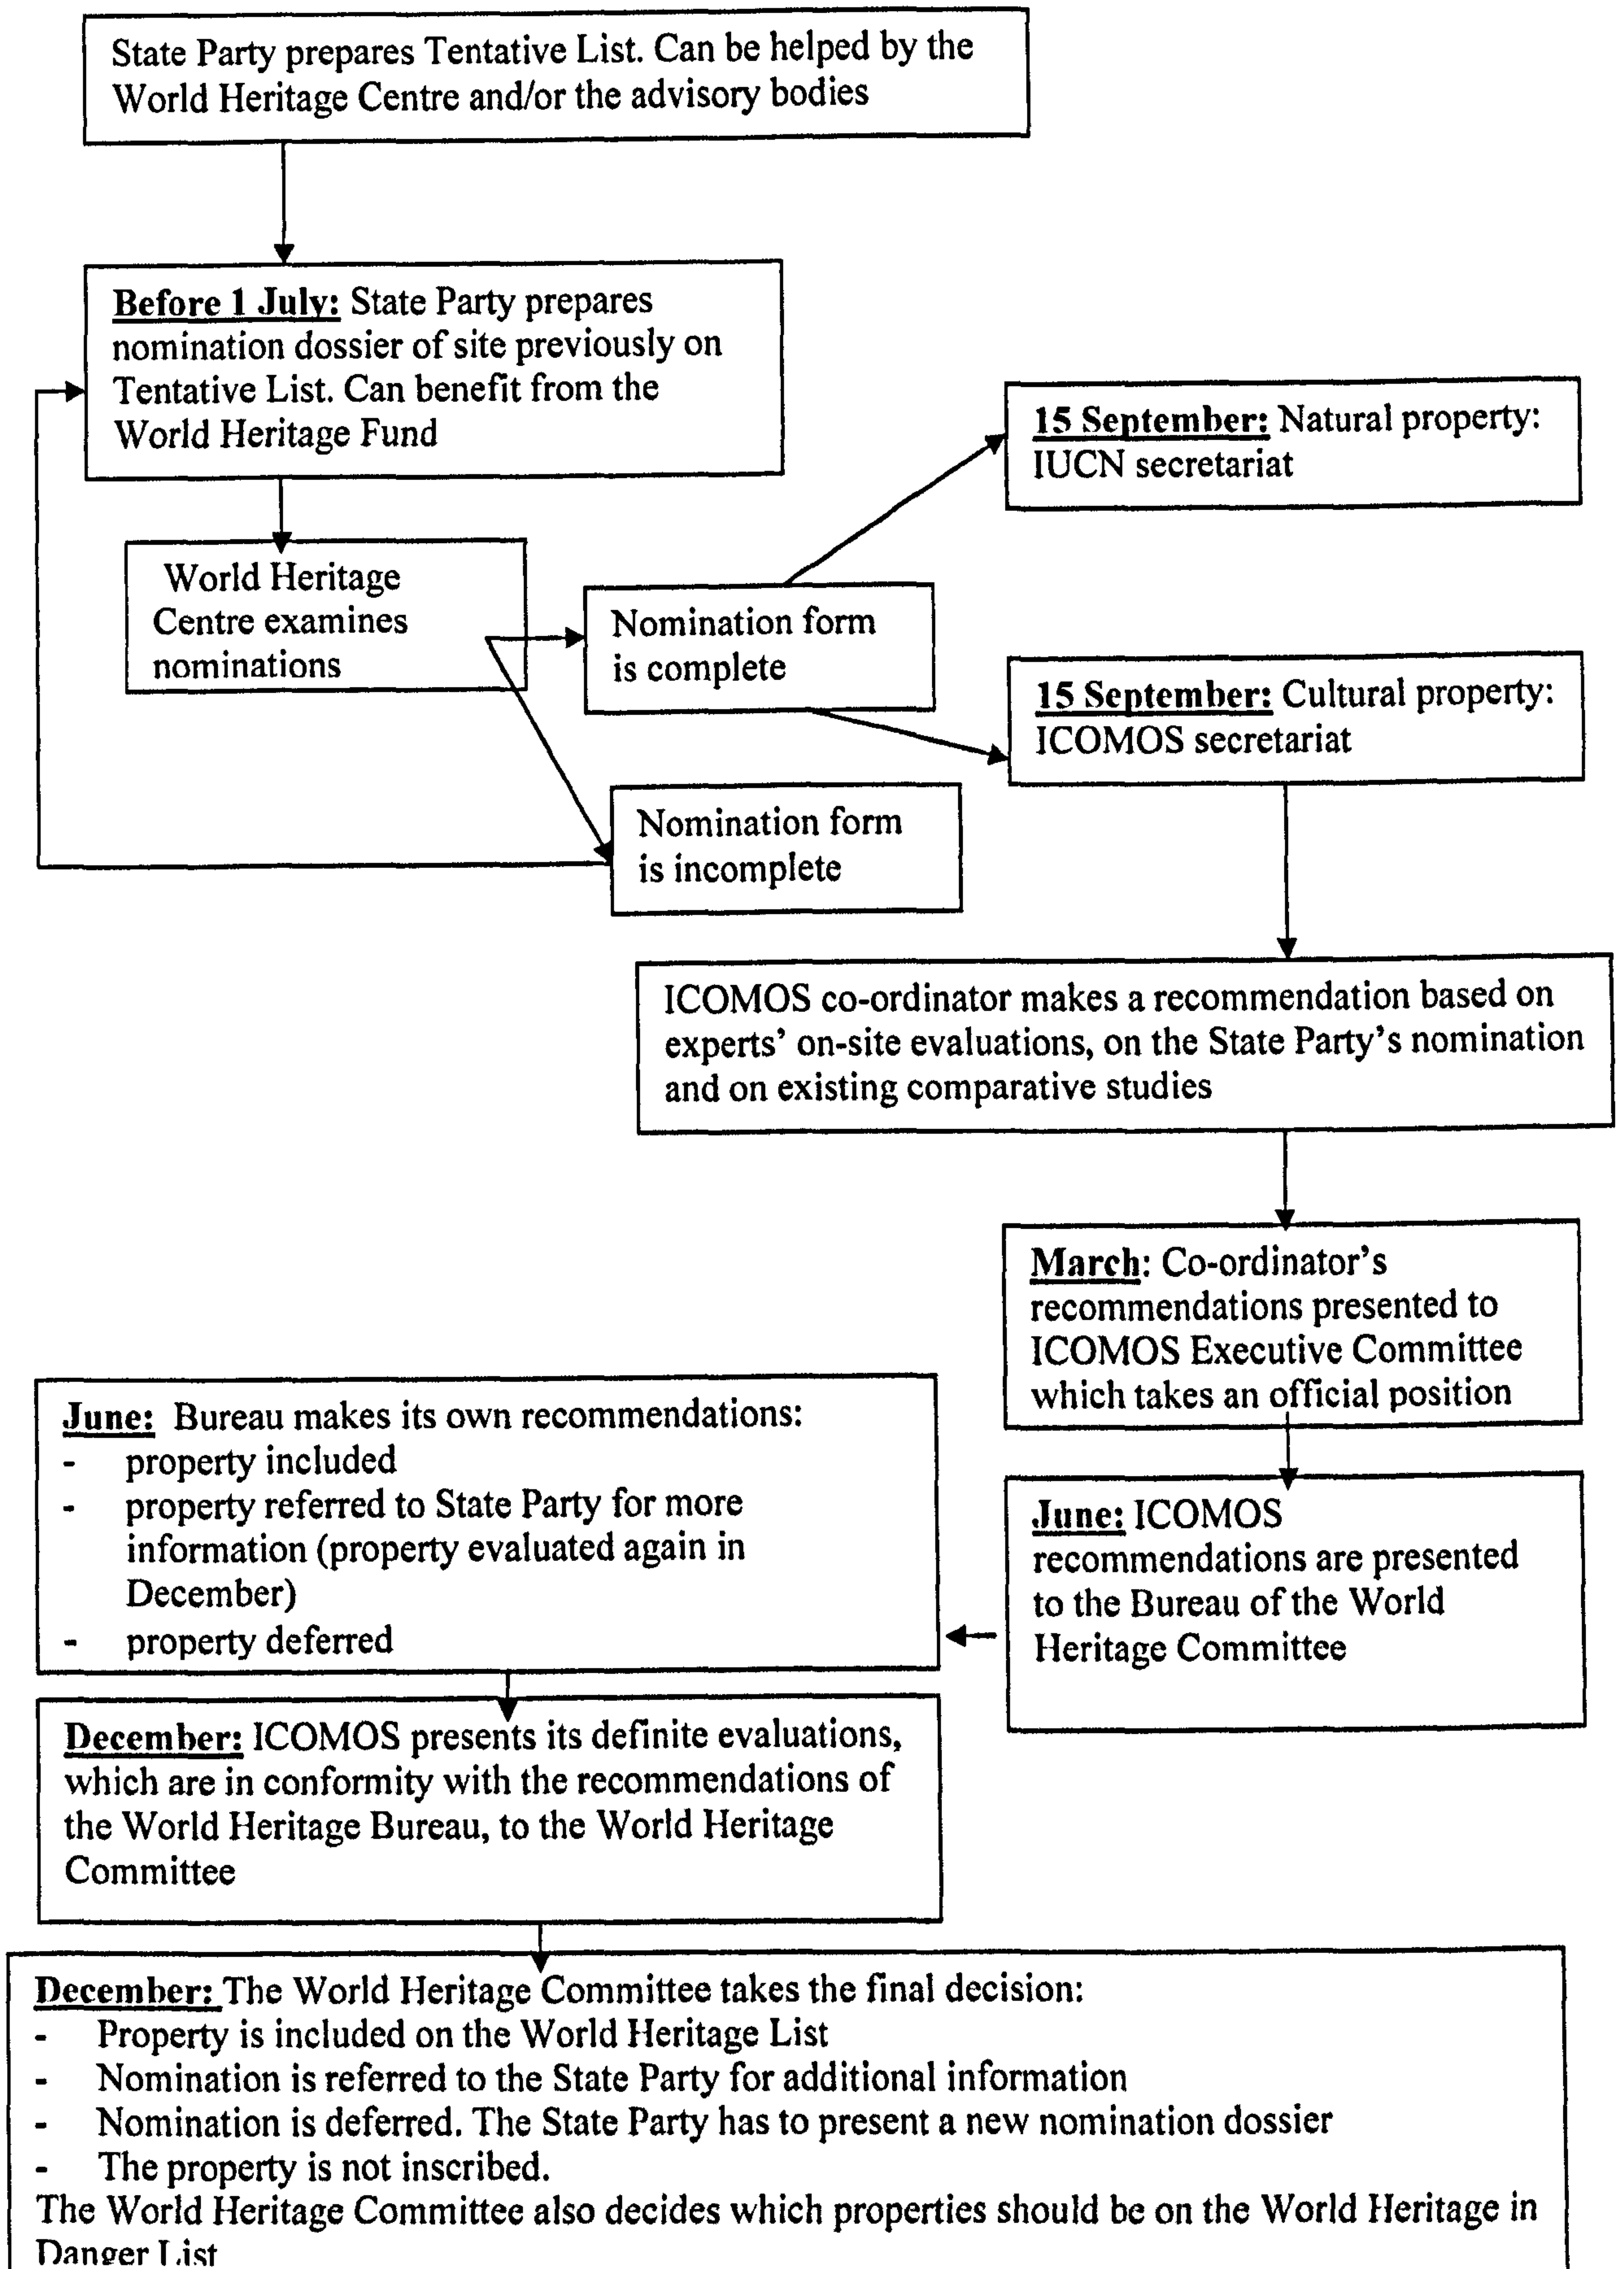 State Party prepares Tentative List. Can be helped by the
World Heritage Centre and/or the advisory bodies
Before 1 July: State Party prepares
nomination dossier of site previously on
Tentative List. Can benefit from the
World Heritage Fund
15 September: Natural property:
IUCN secretariat
World Heritage
Centre examines
nominations
Nomination form
is complete
15 September: Cultural property:
ICOMOS secretariat
Nomination form
is incomplete
ICOMOS co-ordinator makes a recommendation based on
experts' on-site evaluations, on the State Party's nomination
and on existing comparative studies
March: Co-ordinator's
recommendations presented to
ICOMOS Executive Committee
which takes an official position
June: ICOMOS
recommendations are presented
to the Bureau of the World
Heritage Committee
June: Bureau makes its own recommendations:
- property included
- property referred to State Party for more
information (property evaluated again in
December)
- property deferred
December: ICOMOS presents its definite evaluations,
which are in conformity with the recommendations of
the World Heritage Bureau, to the World Heritage
Committee
December: The World Heritage Committee takes the final decision:
- Property is included on the World Heritage List
- Nomination is referred to the State Party for additional information
- Nomination is deferred. The State Party has to present a new nomination dossier
- The property is not inscribed.
The World Heritage Committee also decides which properties should be on the World Heritage in
Danger List